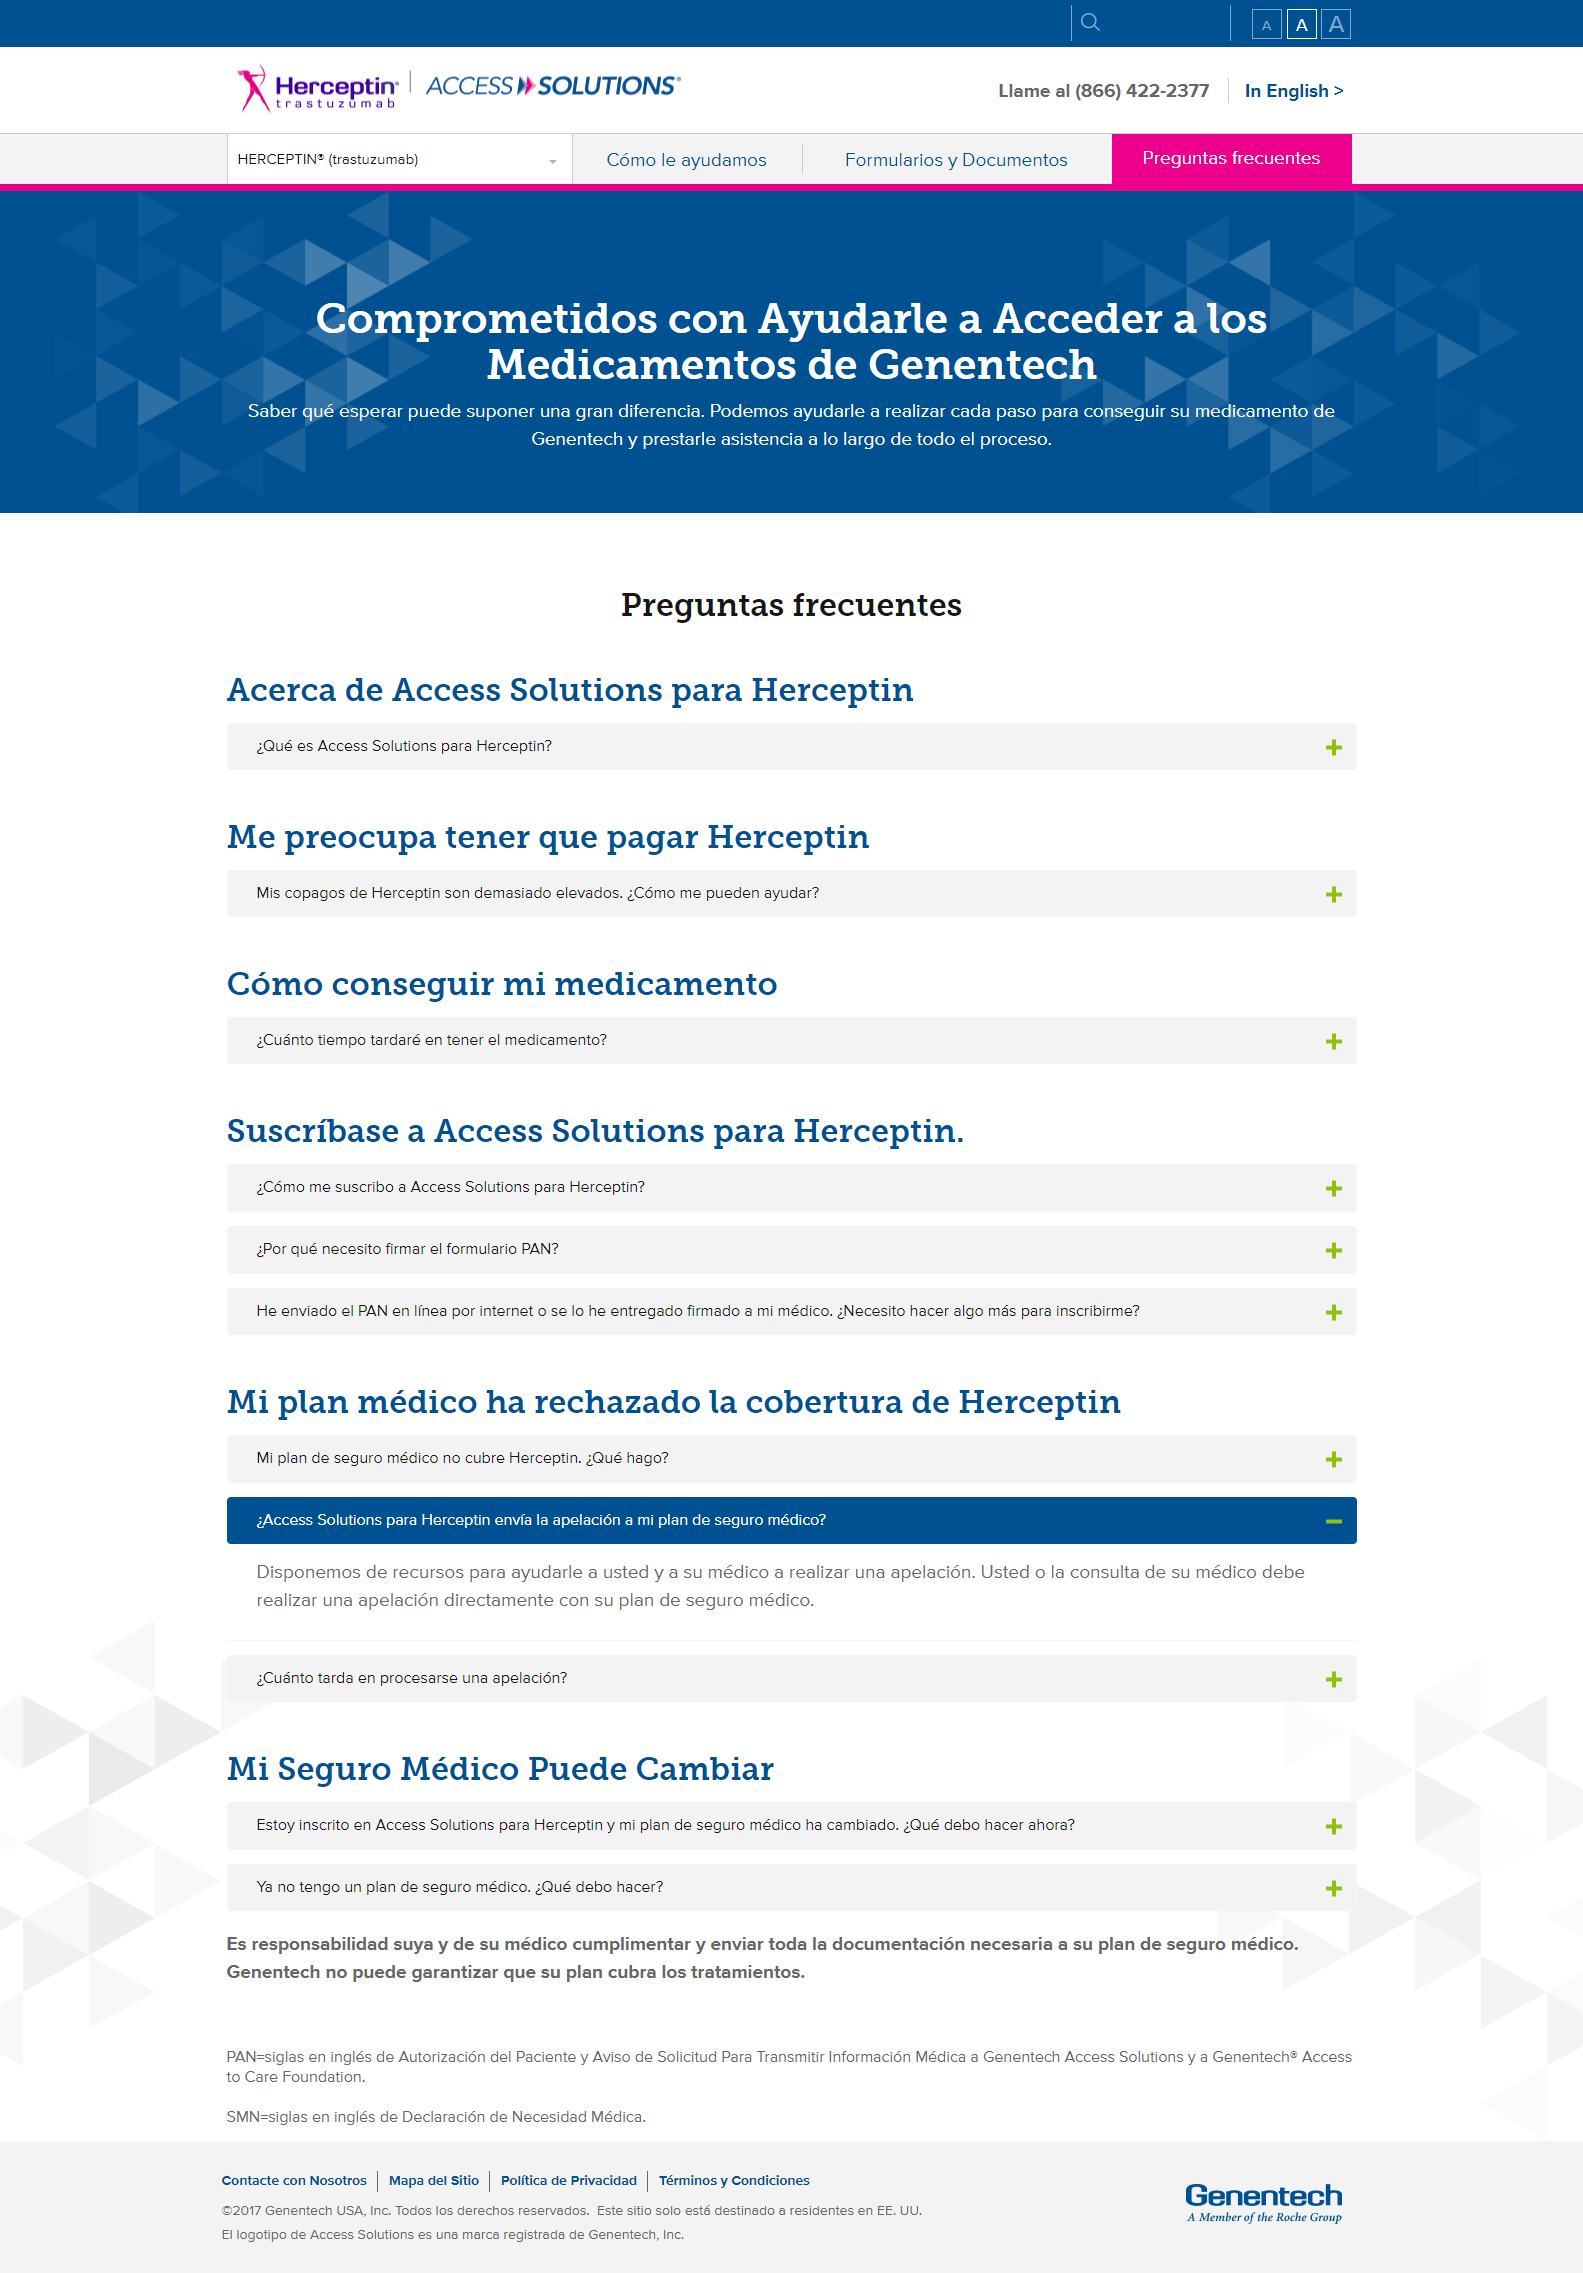 A A A
Herceptin®
trastuzumab
ACCESS SOLUTIONS®
Llame al (866) 422-2377
In English >
HERCEPTIN® (trastuzumab)
Cómo le ayudamos
Formularios y Documentos
Preguntas frecuentes
Comprometidos con Ayudarle a Acceder a los
Medicamentos de Genentech
Saber qué esperar puede suponer una gran diferencia. Podemos ayudarle a realizar cada paso para conseguir su medicamento de
Genentech y prestarle asistencia a lo largo de todo el proceso.
Preguntas frecuentes
Acerca de Access Solutions para Herceptin
¿Qué es Access Solutions para Herceptin?
Me preocupa tener que pagar Herceptin
Mis copagos de Herceptin son demasiado elevados. ¿Cómo me pueden ayudar?
Cómo conseguir mi medicamento
¿Cuánto tiempo tardaré en tener el medicamento?
Suscríbase a Access Solutions para Herceptin.
¿Cómo me suscribo a Access Solutions para Herceptin?
¿Por qué necesito firmar el formulario PAN?
He enviado el PAN en línea por internet o se lo he entregado firmado a mi médico. ¿Necesito hacer algo más para inscribirme?
Mi plan médico ha rechazado la cobertura de Herceptin
Mi plan de seguro médico no cubre Herceptin. ¿Qué hago?
¿Access Solutions para Herceptin envía la apelación a mi plan de seguro médico?
Disponemos de recursos para ayudarle a usted y a su médico a realizar una apelación. Usted o la consulta de su médico debe
realizar una apelación directamente con su plan de seguro médico.
¿Cuánto tarda en procesarse una apelación?
Mi Seguro Médico Puede Cambiar
Estoy inscrito en Access Solutions para Herceptin y mi plan de seguro médico ha cambiado. ¿Qué debo hacer ahora?
Ya no tengo un plan de seguro médico. ¿Qué debo hacer?
Es responsabilidad suya y de su médico cumplimentar y enviar toda la documentación necesaria a su plan de seguro médico.
Genentech no puede garantizar que su plan cubra los tratamientos.
PAN=siglas en inglés de Autorización del Paciente y Aviso de Solicitud Para Transmitir Información Médica a Genentech Access Solutions y a Genentech® Access
to Care Foundation.
SMN=siglas en inglés de Declaración de Necesidad Médica.
Contacte con Nosotros
Mapa del Sitio
Política de Privacidad
Términos y Condiciones
©2017 Genentech USA, Inc. Todos los derechos reservados. Este sitio solo está destinado a residentes en EE. UU.
El logotipo de Access Solutions es una marca registrada de Genentech, Inc.
Genentech
A Member of the Roche Group